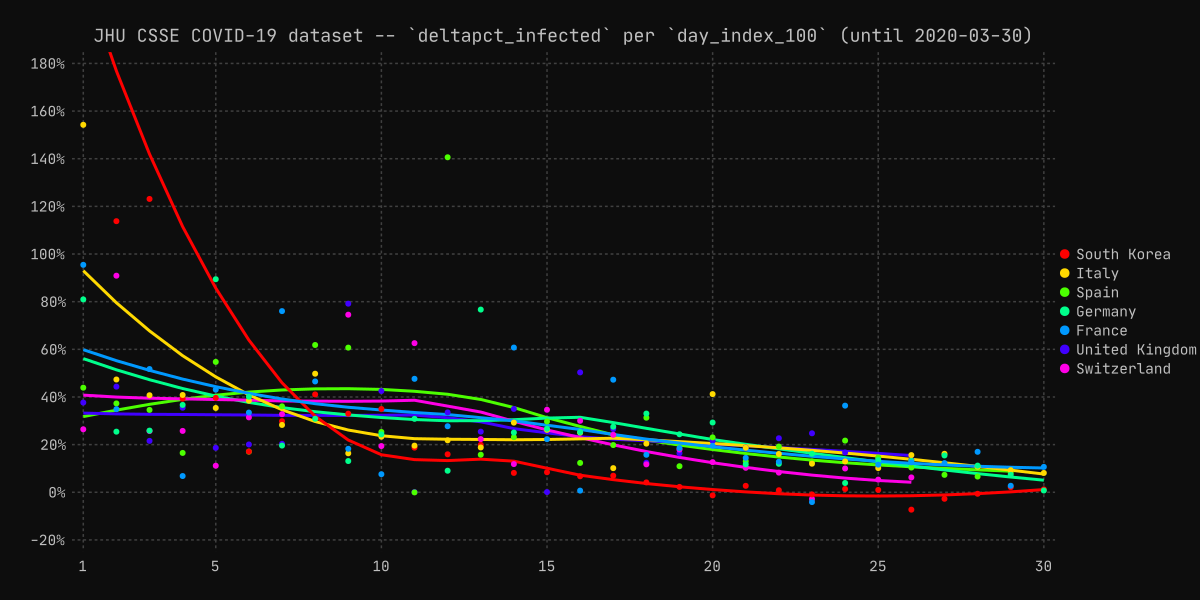 JHU CSSE COVID-19 dataset -- `deltapct_infected` per `day_index_100` (until 2020-03-30)
180%
160%
140%
120%
100%
80%
60%
40%
20%
0%
-20%
1 5 10 15 20 25 30
South Korea
Italy
Spain
Germany
France
United Kingdom
Switzerland